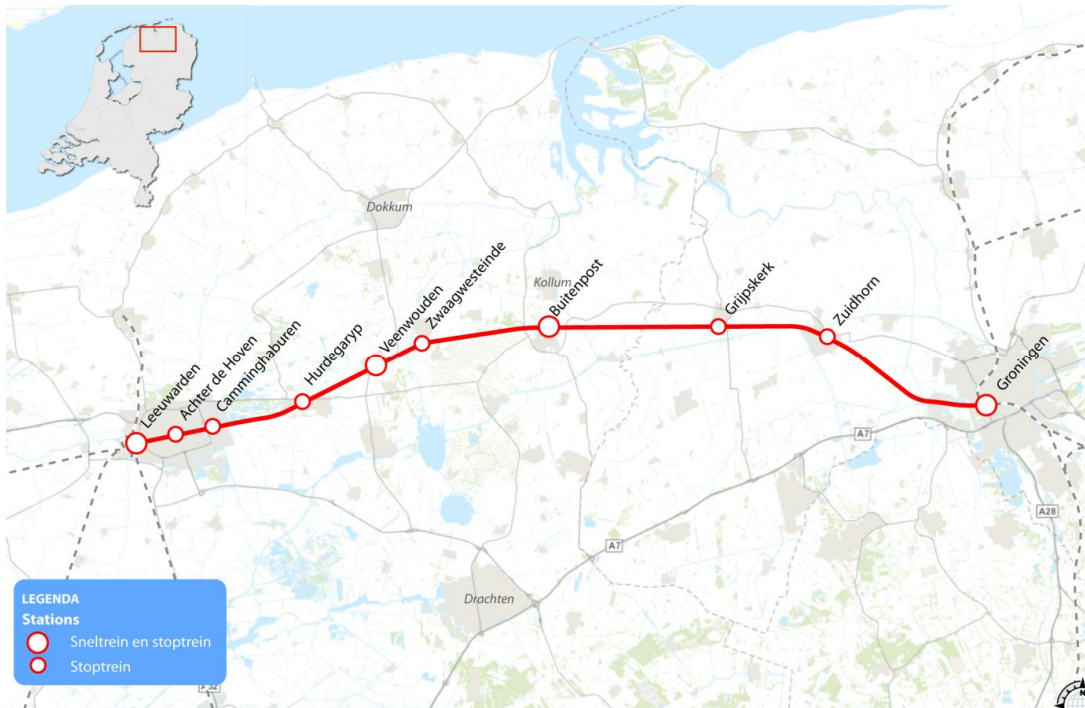 Dokkum
Kollum
Drachten
Leeuwarden
Achter de Hoven
Camminghaburen
Hurdegaryp
Veenwouden
Zwaagwesteinde
Buitenpost
Grijpskerk
Zuidhorn
Groningen
A7
A7
A28
LEGENDA
Stations
Sneltrein en stoptrein
Stoptrein
N